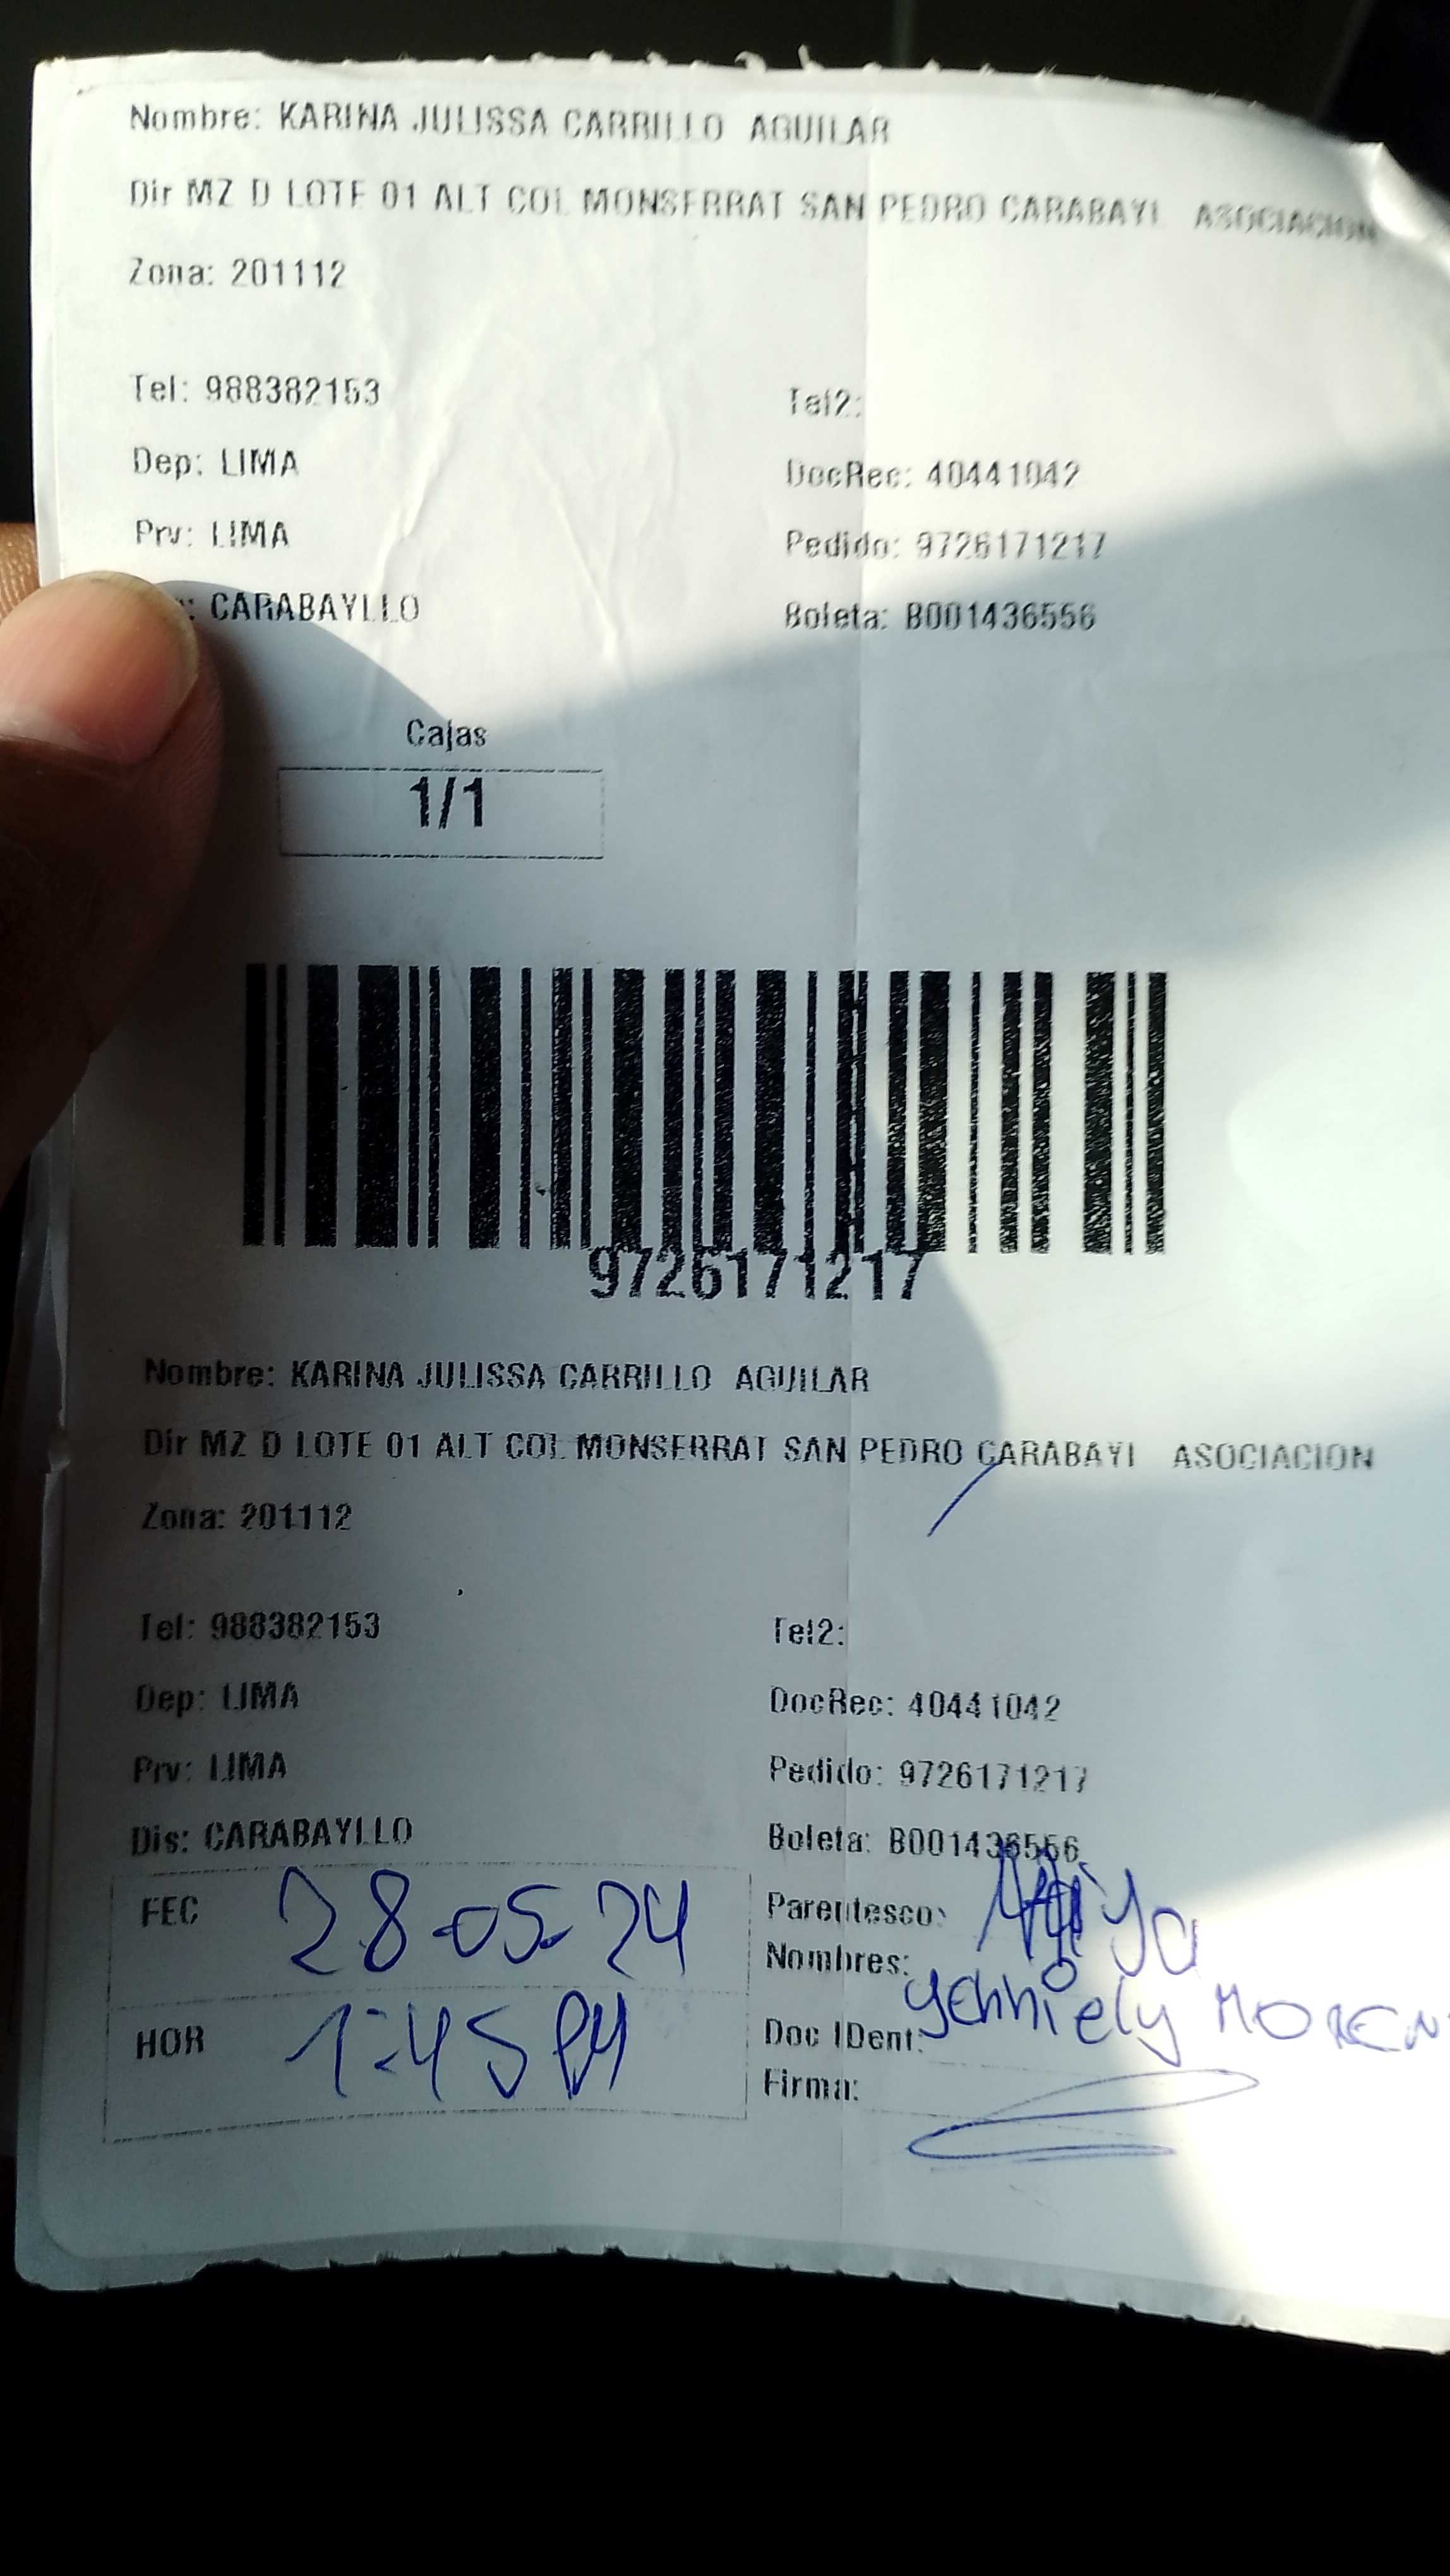 Nombre: KARINA JULISSA CARRILLO AGUILAR
Dir MZ D LOTE 01 ALT COL MONSERRAT SAN PEDRO CARABAYL ASOCIACION
Zona: 201112
Tel: 988382153 Tel2:
Dep: LIMA DocRec: 40441042
Prv: LIMA Pedido: 9726171217
: CARABAYLLO Boleta: B001436556
Cajas
1/1
9726171217
Nombre: KARINA JULISSA CARRILLO AGUILAR
Dir MZ D LOTE 01 ALT COL MONSERRAT SAN PEDRO CARABAYL ASOCIACION
Zona: 201112
Tel: 988382153 Tel2:
Dep: LIMA DocRec: 40441042
Prv: LIMA Pedido: 9726171217
Dis: CARABAYLLO Boleta: B001436556
FEC 28-05-24 Parentesco:
Nombres:
HOR 1:45 PM Doc IDent:
Firma: